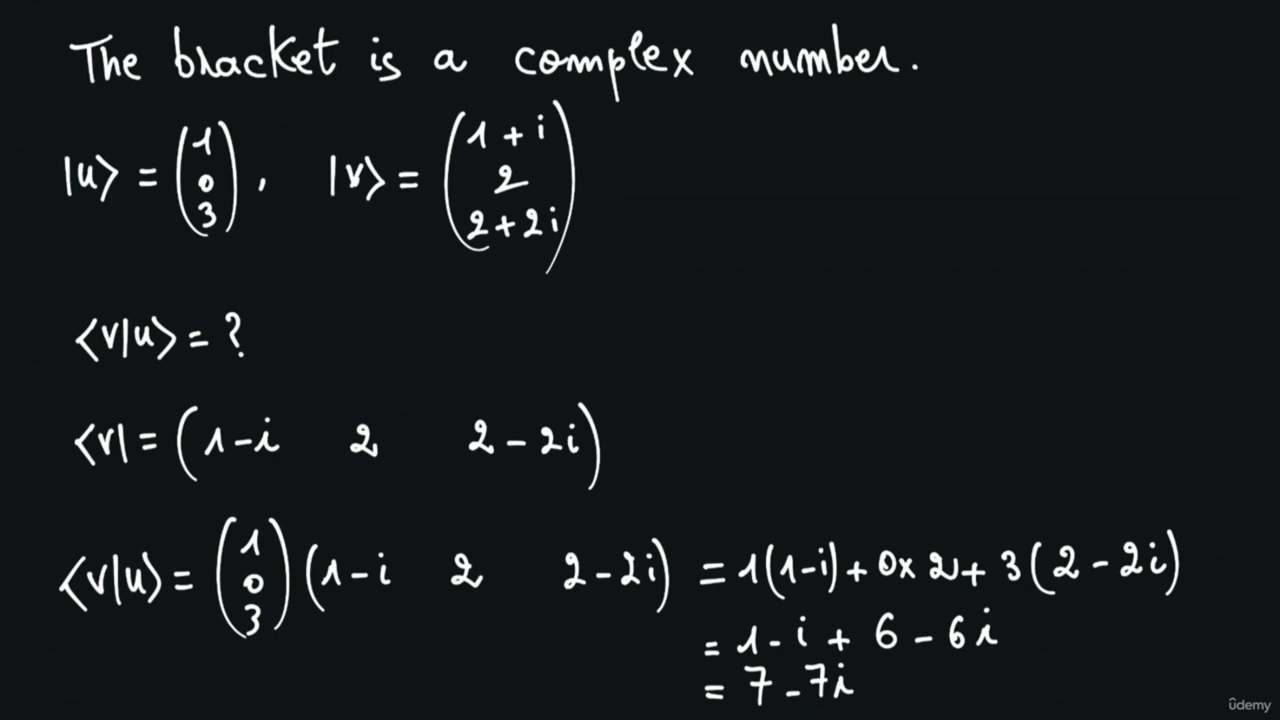 The bracket is a complex number.
|u⟩ = (1 0 3), |v⟩ = (1+i 2 2+2i)
⟨v|u⟩ = ?
⟨v| = (1-i 2 2-2i)
⟨v|u⟩ = (1 0 3) (1-i 2 2-2i) = 1(1-i) + 0x2 + 3(2-2i)
= 1-i + 6-6i
= 7-7i
ûdemy